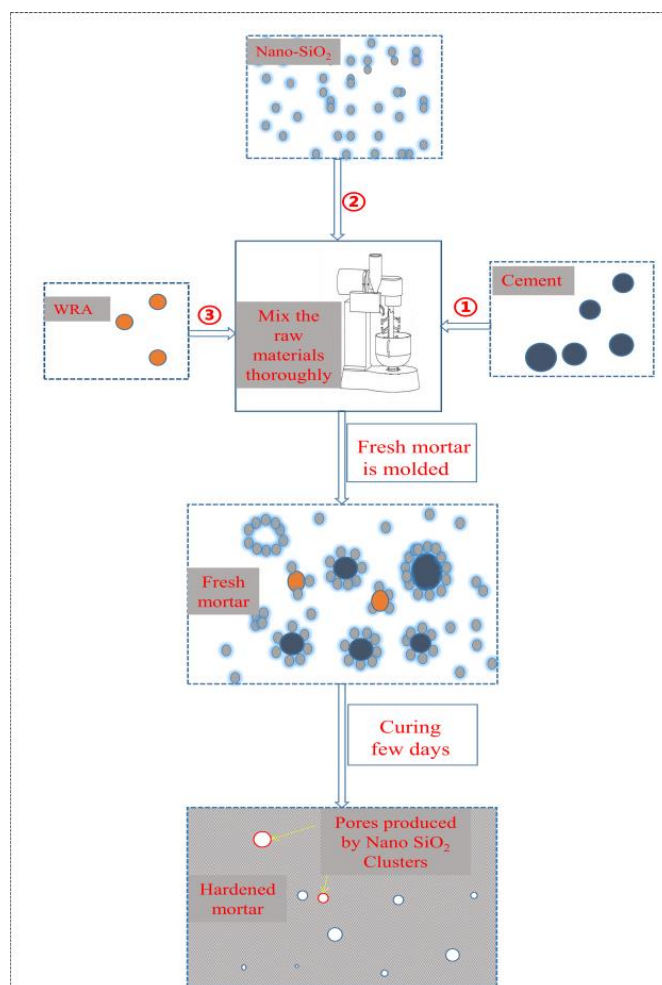 Nano-SiO₂
②
WRA
③
Mix the
raw
materials
thoroughly
①
Cement
Fresh mortar
is molded
Fresh
mortar
Curing
few days
Pores produced
by Nano SiO₂
Clusters
Hardened
mortar